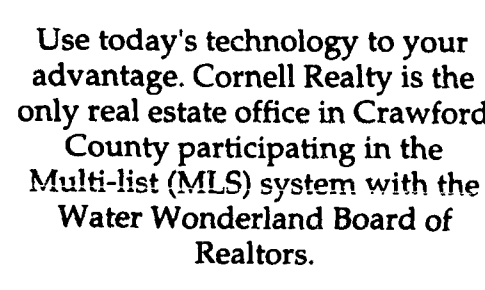 Use today's technology to your
advantage. Cornell Realty is the
only real estate office in Crawford
County participating in the
Multi-list (MLS) system with the
Water Wonderland Board of
Realtors.